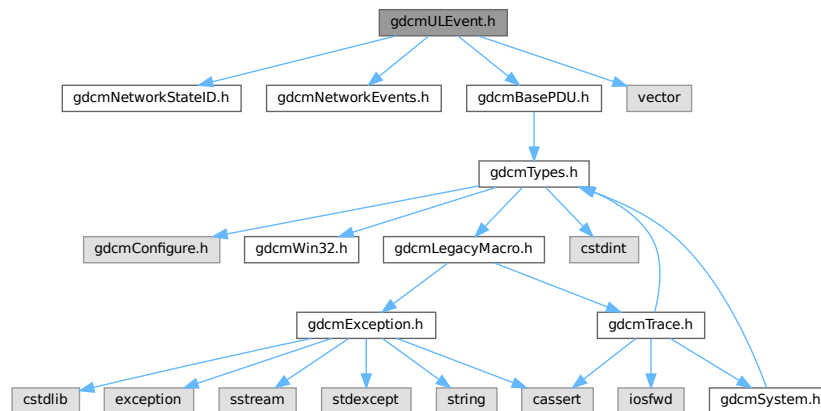 gdcmULEvent.h
gdcmNetworkStateID.h
gdcmNetworkEvents.h
gdcmBasePDU.h
vector
gdcmTypes.h
gdcmConfigure.h
gdcmWin32.h
gdcmLegacyMacro.h
cstdint
gdcmException.h
gdcmTrace.h
cstdlib
exception
sstream
stdexcept
string
cassert
iosfwd
gdcmSystem.h